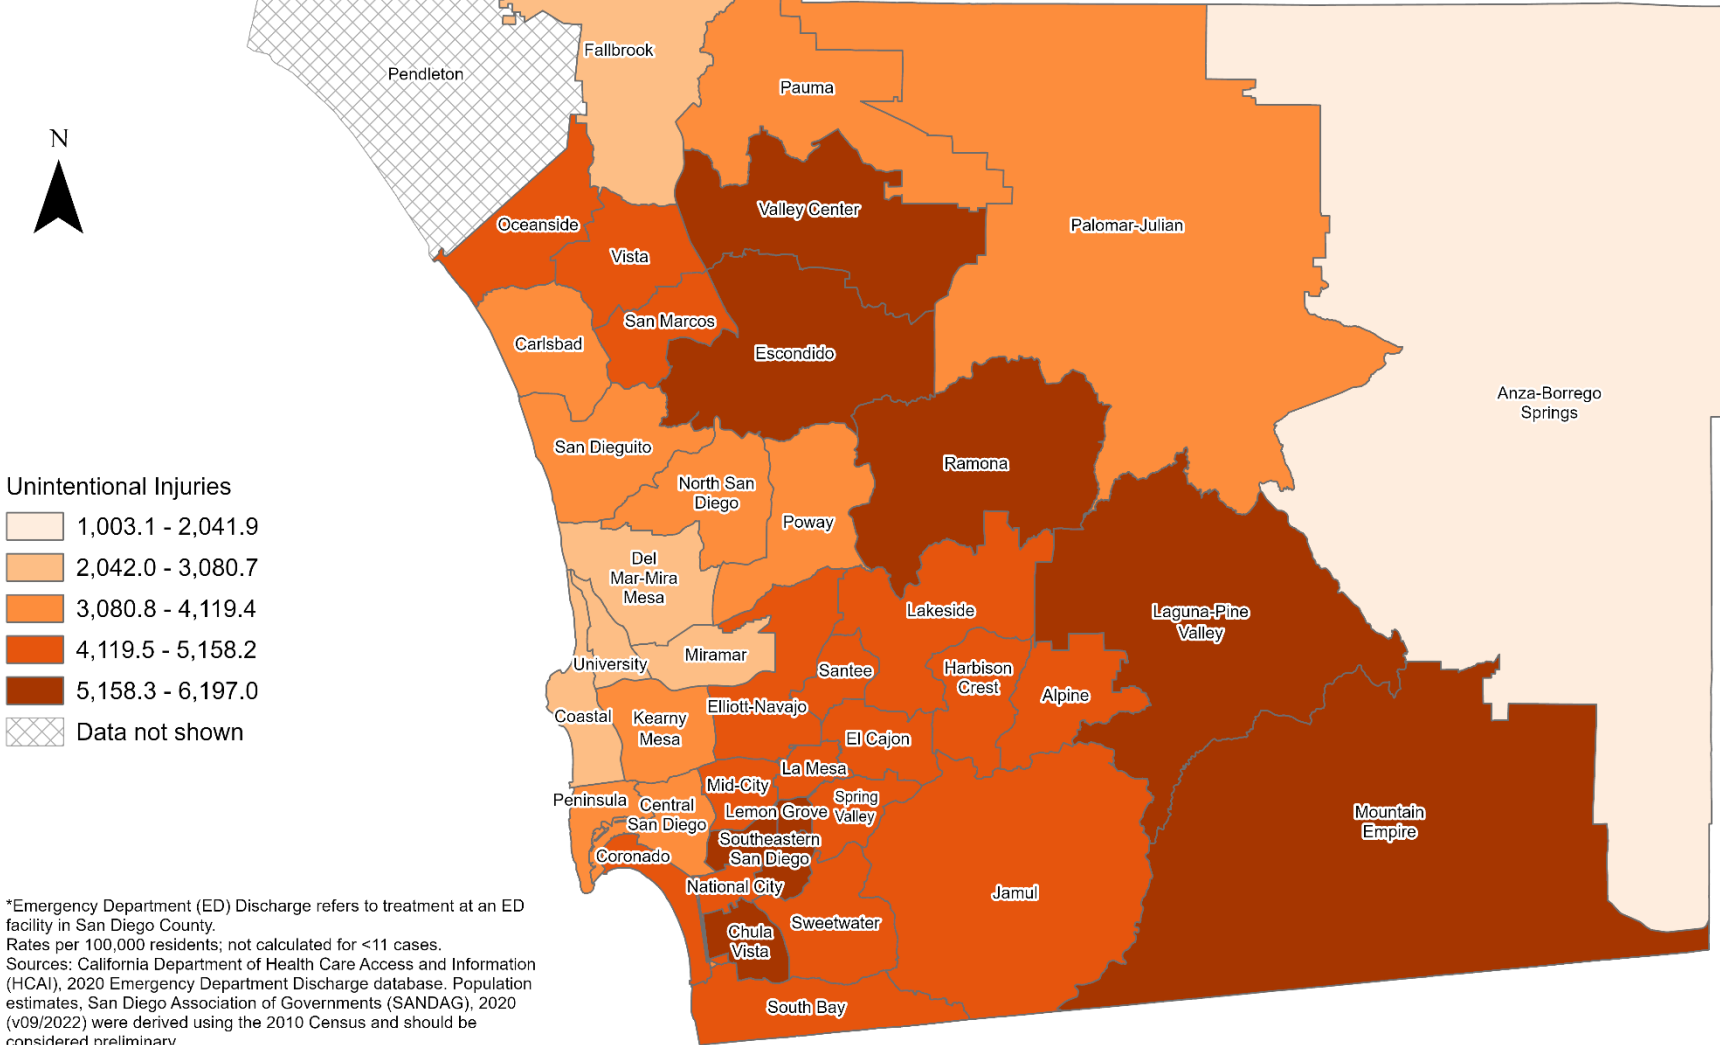 Fallbrook
Pendleton
Pauma
N
Valley Center
Oceanside
Palomar-Julian
Vista
San Marcos
Carlsbad
Escondido
Anza-Borrego
Springs
San Dieguito
Ramona
North San
Diego
Poway
Del
Mar-Mira
Mesa
Lakeside
Laguna-Pine
Valley
Miramar
University
Santee
Harbison
Crest
Alpine
Elliott-Navajo
Coastal
Kearny
Mesa
El Cajon
La Mesa
Mid-City
Peninsula
Central
San Diego
Spring
Valley
Lemon Grove
Mountain
Empire
Southeastern
San Diego
Coronado
National City
Jamul
Sweetwater
Chula
Vista
South Bay
Unintentional Injuries
1,003.1 - 2,041.9
2,042.0 - 3,080.7
3,080.8 - 4,119.4
4,119.5 - 5,158.2
5,158.3 - 6,197.0
Data not shown
*Emergency Department (ED) Discharge refers to treatment at an ED
facility in San Diego County.
Rates per 100,000 residents; not calculated for <11 cases.
Sources: California Department of Health Care Access and Information
(HCAI), 2020 Emergency Department Discharge database. Population
estimates, San Diego Association of Governments (SANDAG), 2020
(v09/2022) were derived using the 2010 Census and should be
considered preliminary.